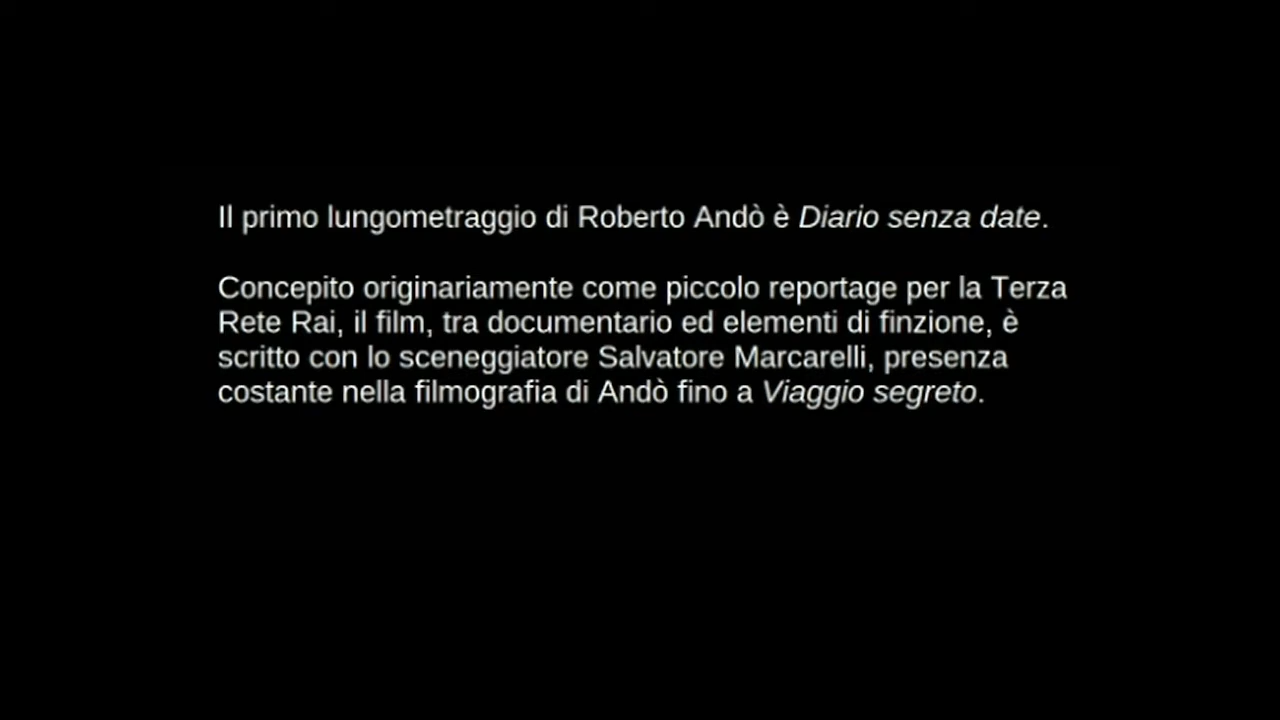 Il primo lungometraggio di Roberto Andò è Diario senza date.
Concepito originariamente come piccolo reportage per la Terza
Rete Rai, il film, tra documentario ed elementi di finzione, è
scritto con lo sceneggiatore Salvatore Marcarelli, presenza
costante nella filmografia di Andò fino a Viaggio segreto.